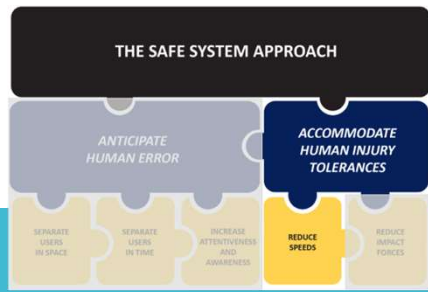 THE SAFE SYSTEM APPROACH
ANTICIPATE
HUMAN ERROR
ACCOMMODATE
HUMAN INJURY
TOLERANCES
SEPARATE
USERS
IN SPACE
SEPARATE
USERS
IN TIME
INCREASE
ATTENTIVENESS
AND
AWARENESS
REDUCE
SPEEDS
REDUCE
IMPACT
FORCES